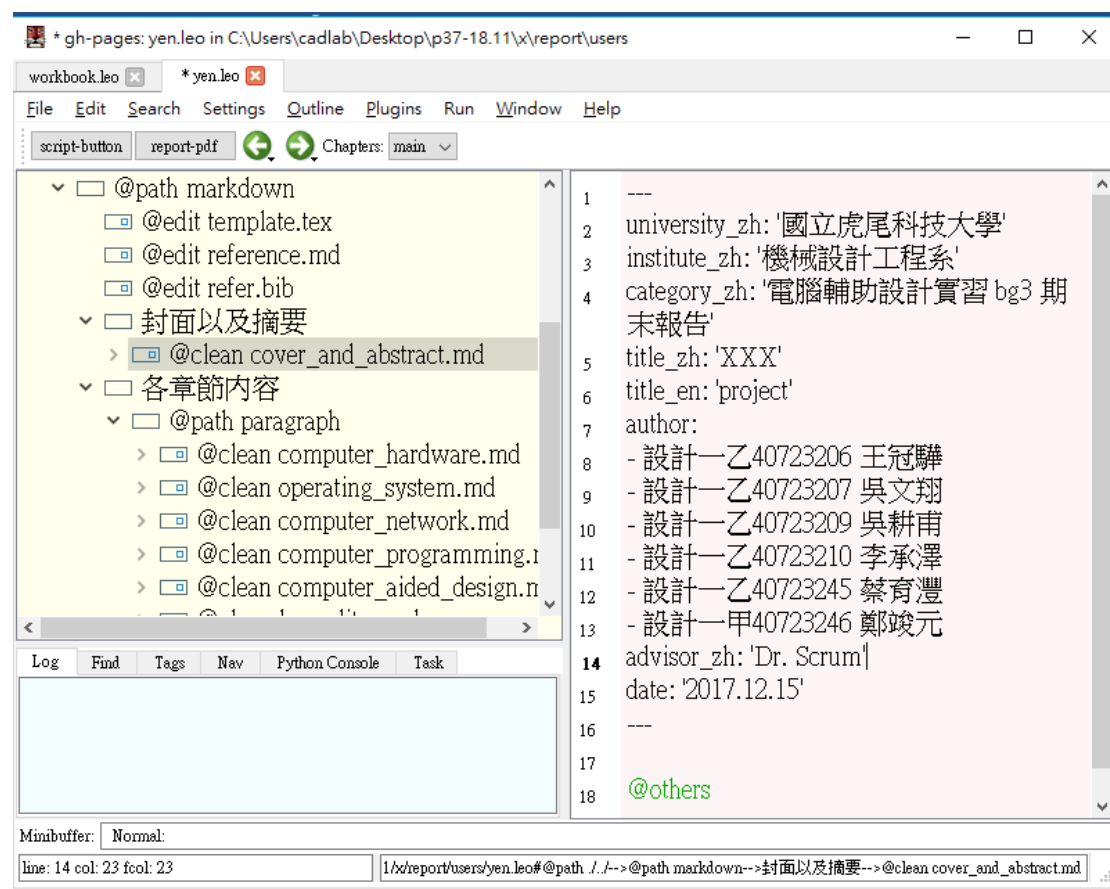 * gh-pages: yen.leo in C:\Users\cadlab\Desktop\p37-18.11\x\report\users
workbook.leo
* yen.leo
File Edit Search Settings Outline Plugins Run Window Help
script-button report-pdf Chapters: main
@path markdown
@edit template.tex
@edit reference.md
@edit refer.bib
封面以及摘要
@clean cover_and_abstract.md
各章節內容
@path paragraph
@clean computer_hardware.md
@clean operating_system.md
@clean computer_network.md
@clean computer_programming.
@clean computer_aided_design.
Log Find Tags Nav Python Console Task
1 ---
2 university_zh: '國立虎尾科技大學'
3 institute_zh: '機械設計工程系'
4 category_zh: '電腦輔助設計實習 bg3 期
末報告'
5 title_zh: 'XXX'
6 title_en: 'project'
7 author:
8 - 設計一乙40723206 王冠驊
9 - 設計一乙40723207 吳文翔
10 - 設計一乙40723209 吳耕甫
11 - 設計一乙40723210 李承澤
12 - 設計一乙40723245 蔡育灃
13 - 設計一甲40723246 鄭竣元
14 advisor_zh: 'Dr. Scrum'
15 date: '2017.12.15'
16 ---
17
18 @others
Minibuffer: Normal:
line: 14 col: 23 fcol: 23
1/x/report/users/yen.leo#@path ./../-->@path markdown-->封面以及摘要-->@clean cover_and_abstract.md